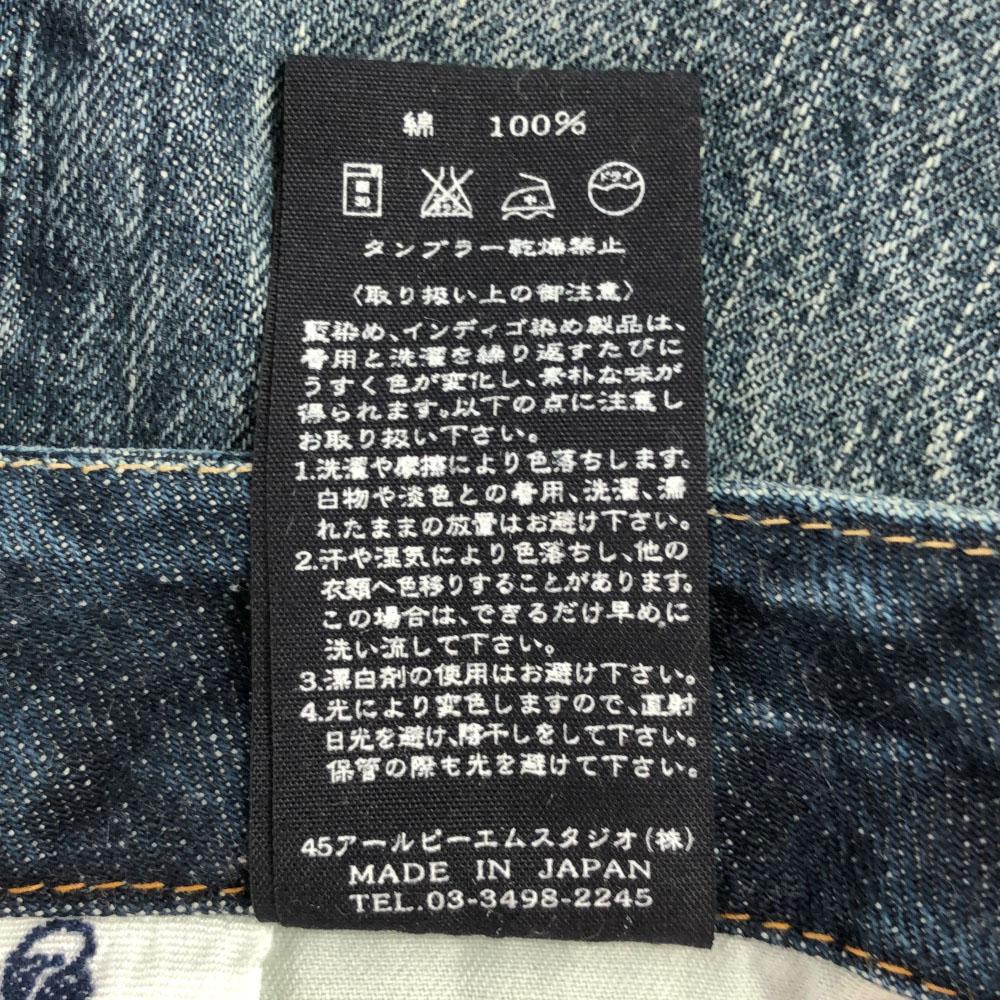 綿 100%
30
エンソサラシ
中
ドライ
タンブラー乾燥禁止
〈取り扱い上の御注意〉
藍染め、インディゴ染め製品は、
着用と洗濯を繰り返すたびに
うすく色が変化し、素朴な味が
得られます。以下の点に注意し
お取り扱い下さい。
1.洗濯や摩擦により色落ちします。
白物や淡色との着用、洗濯、濡
れたままの放置はお避け下さい。
2.汗や湿気により色落ちし、他の
衣類へ色移りすることがあります。
この場合は、できるだけ早めに
洗い流して下さい。
3.漂白剤の使用はお避け下さい。
4.光により変色しますので、直射
日光を避け、陰干しをして下さい。
保管の際も光を避けて下さい。
45アールピーエムスタジオ(株)
MADE IN JAPAN
TEL.03-3498-2245